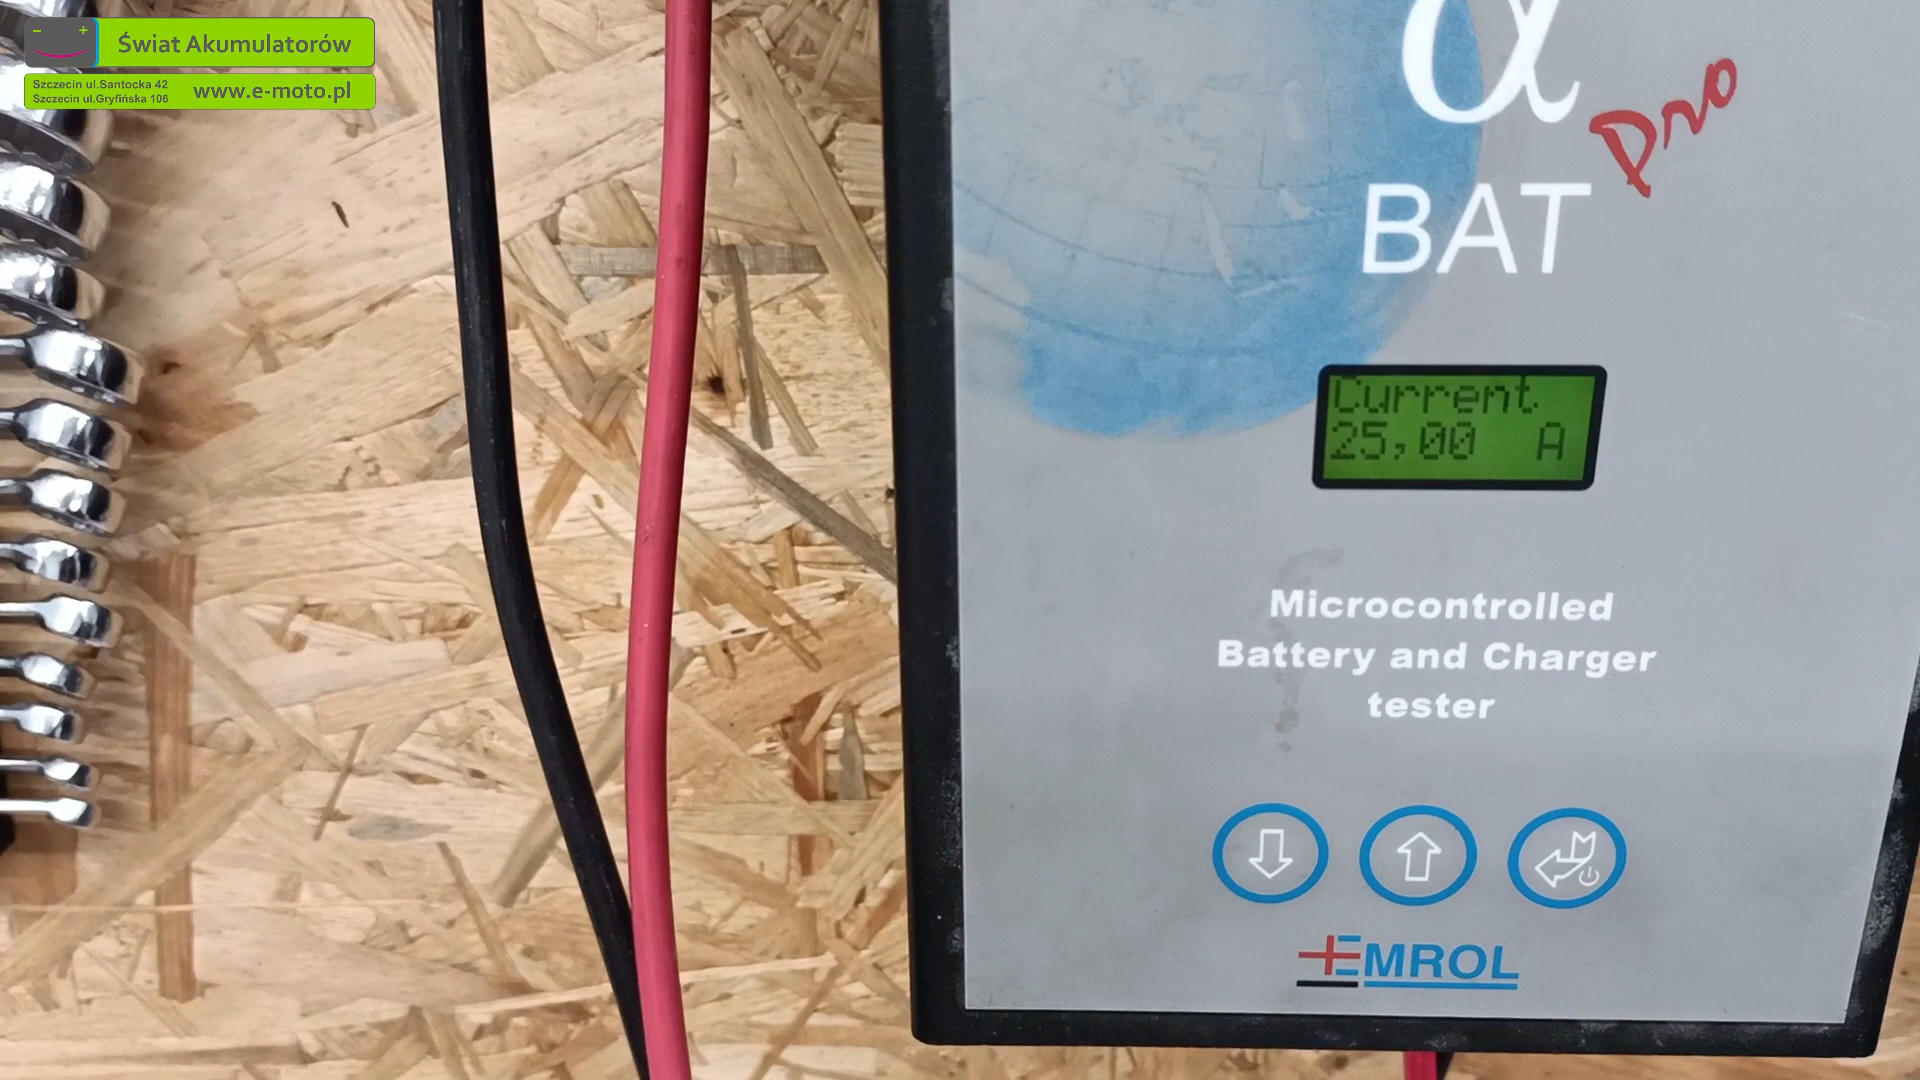 Świat Akumulatorów
Szczecin ul.Santocka 42
Szczecin ul.Gryfińska 106
www.e-moto.pl
α
Pro
BAT
Current
25,00 A
Microcontrolled
Battery and Charger
tester
EMROL